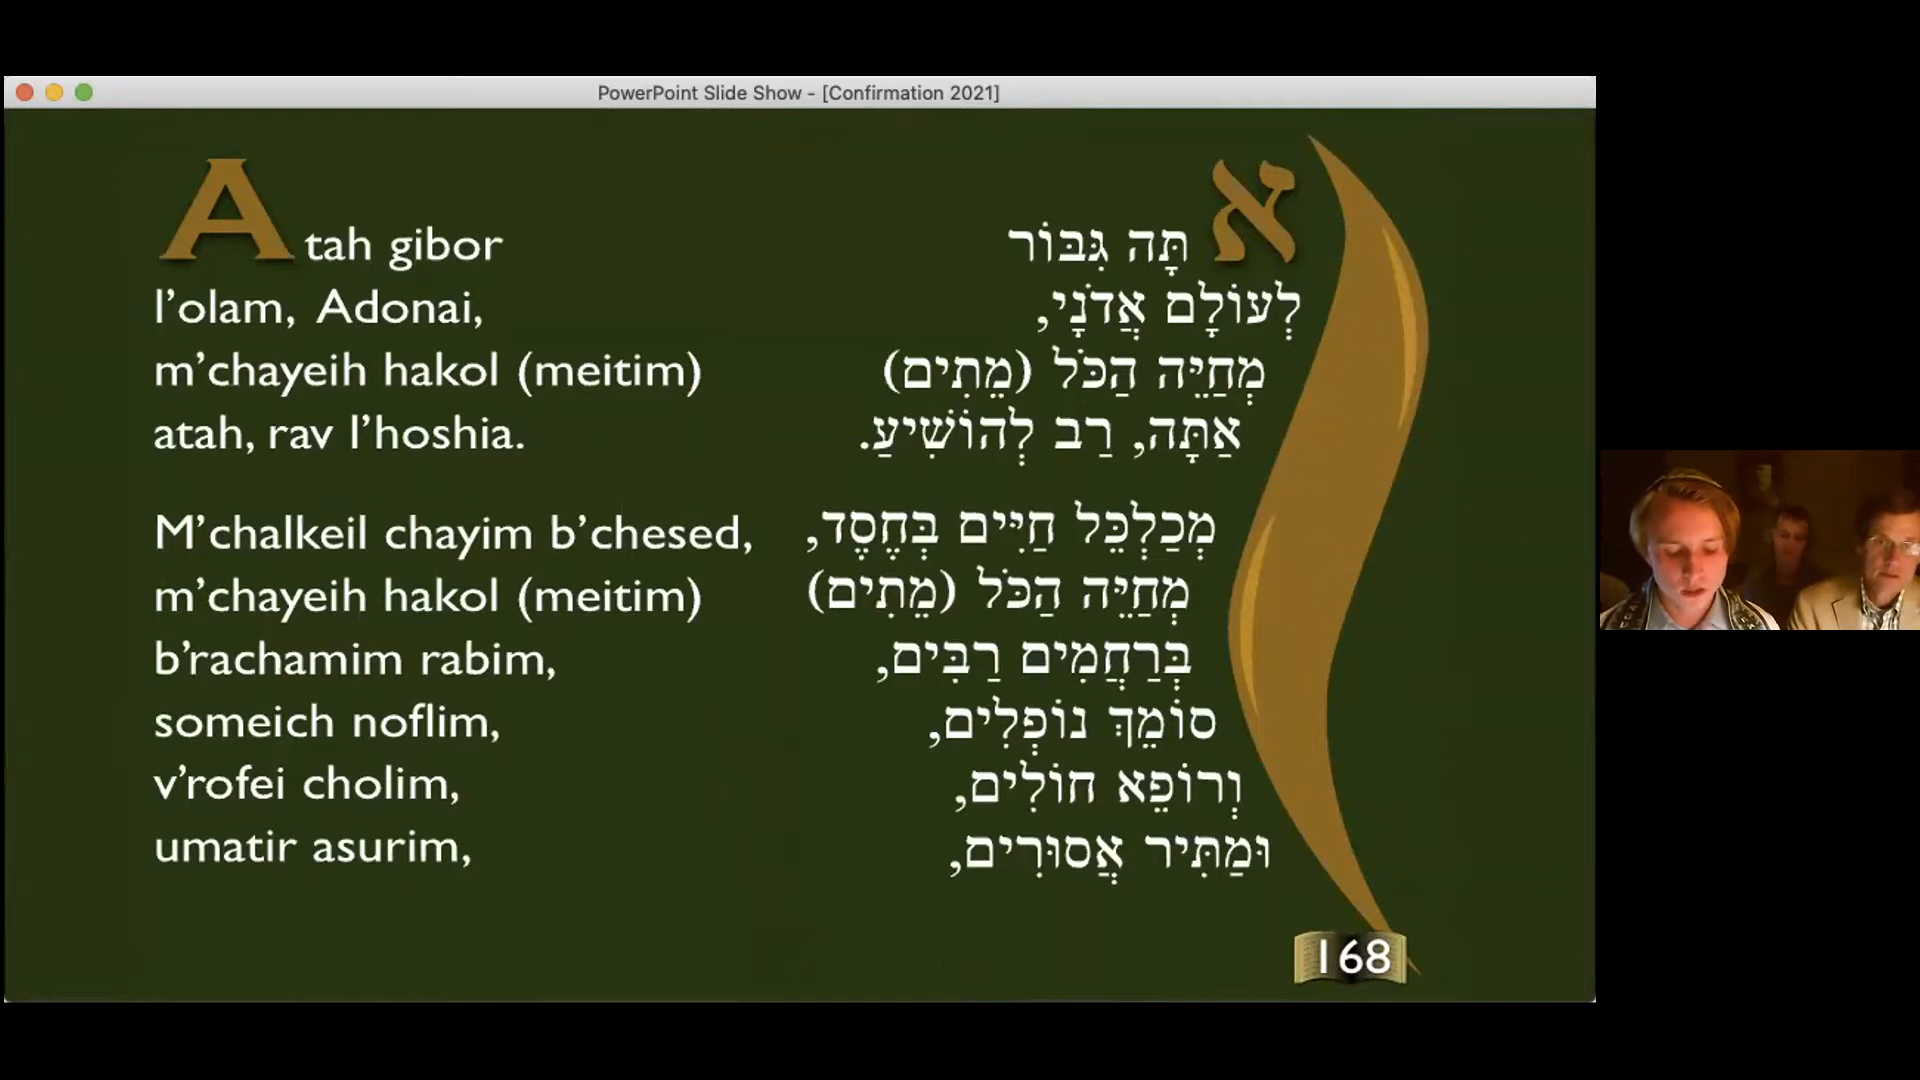 PowerPoint Slide Show - [Confirmation 2021]
Atah gibor
l’olam, Adonai,
m’chayeih hakol (meitim)
atah, rav l’hoshia.
M’chalkeil chayim b’chesed,
m’chayeih hakol (meitim)
b’rachamim rabim,
someich noflim,
v’rofei cholim,
umatir asurim,
אתָּה גִּבּוֹר
לְעוֹלָם אֲדֹנָי,
מְחַיֵּה הַכֹּל (מֵתִים)
אַתָּה, רַב לְהוֹשִׁיעַ.
מְכַלְכֵּל חַיִּים בְּחֶסֶד,
מְחַיֵּה הַכֹּל (מֵתִים)
בְּרַחֲמִים רַבִּים,
סוֹמֵךְ נוֹפְלִים,
וְרוֹפֵא חוֹלִים,
וּמַתִּיר אֲסוּרִים,
168